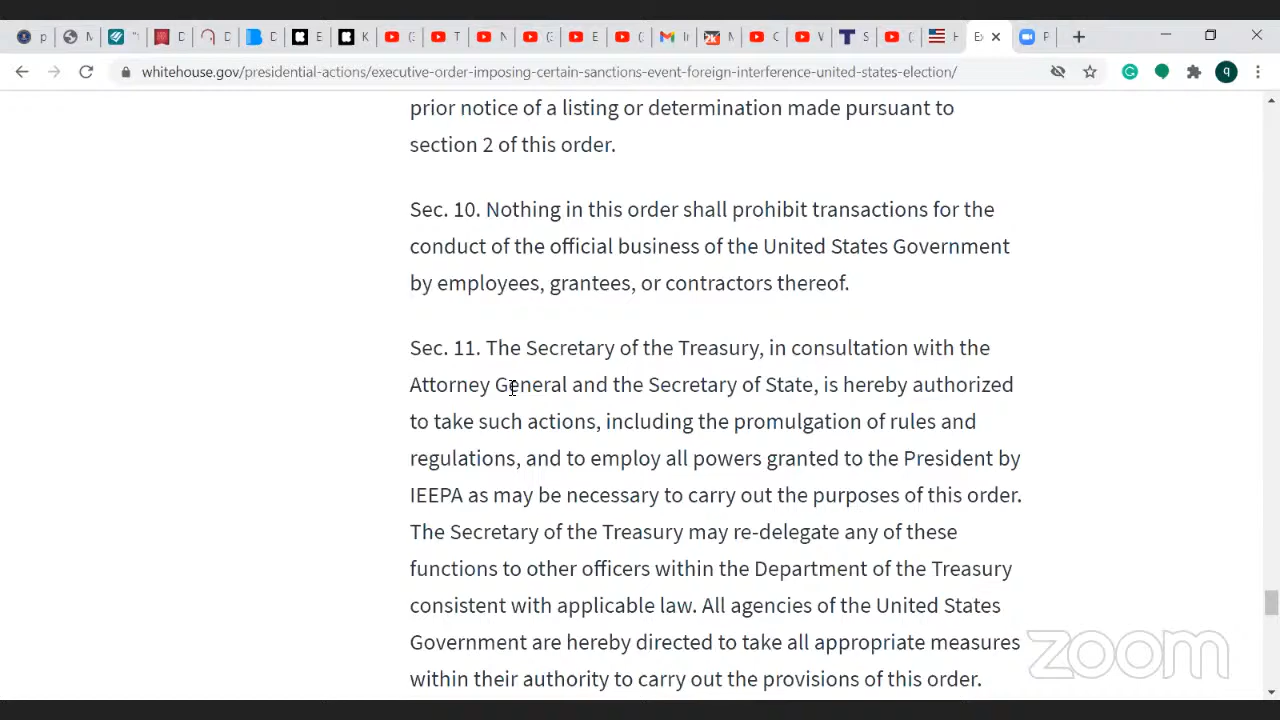 p M " D D E K (: T N (: E (: Ir M C V S ( H E× P
whitehouse.gov/presidential-actions/executive-order-imposing-certain-sanctions-event-foreign-interference-united-states-election/ q
prior notice of a listing or determination made pursuant to
section 2 of this order.
Sec. 10. Nothing in this order shall prohibit transactions for the
conduct of the official business of the United States Government
by employees, grantees, or contractors thereof.
Sec. 11. The Secretary of the Treasury, in consultation with the
Attorney General and the Secretary of State, is hereby authorized
to take such actions, including the promulgation of rules and
regulations, and to employ all powers granted to the President by
IEEPA as may be necessary to carry out the purposes of this order.
The Secretary of the Treasury may re-delegate any of these
functions to other officers within the Department of the Treasury
consistent with applicable law. All agencies of the United States
Government are hereby directed to take all appropriate measures
within their authority to carry out the provisions of this order.
zoom